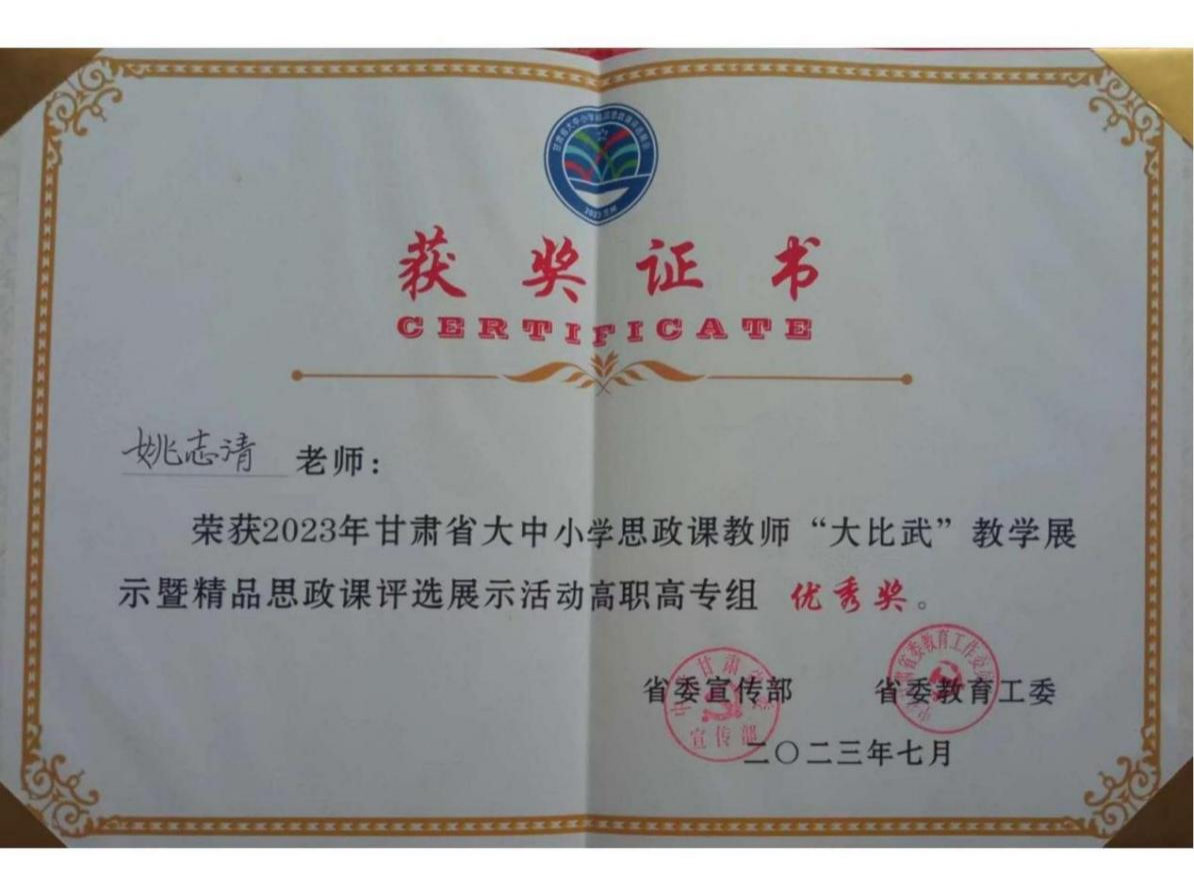 获奖证书
CERTIFICATE
姚志清 老师：
荣获2023年甘肃省大中小学思政课教师“大比武”教学展
示暨精品思政课评选展示活动高职高专组 优秀奖。
省委宣传部 省委教育工委
二〇二三年七月
宣传部